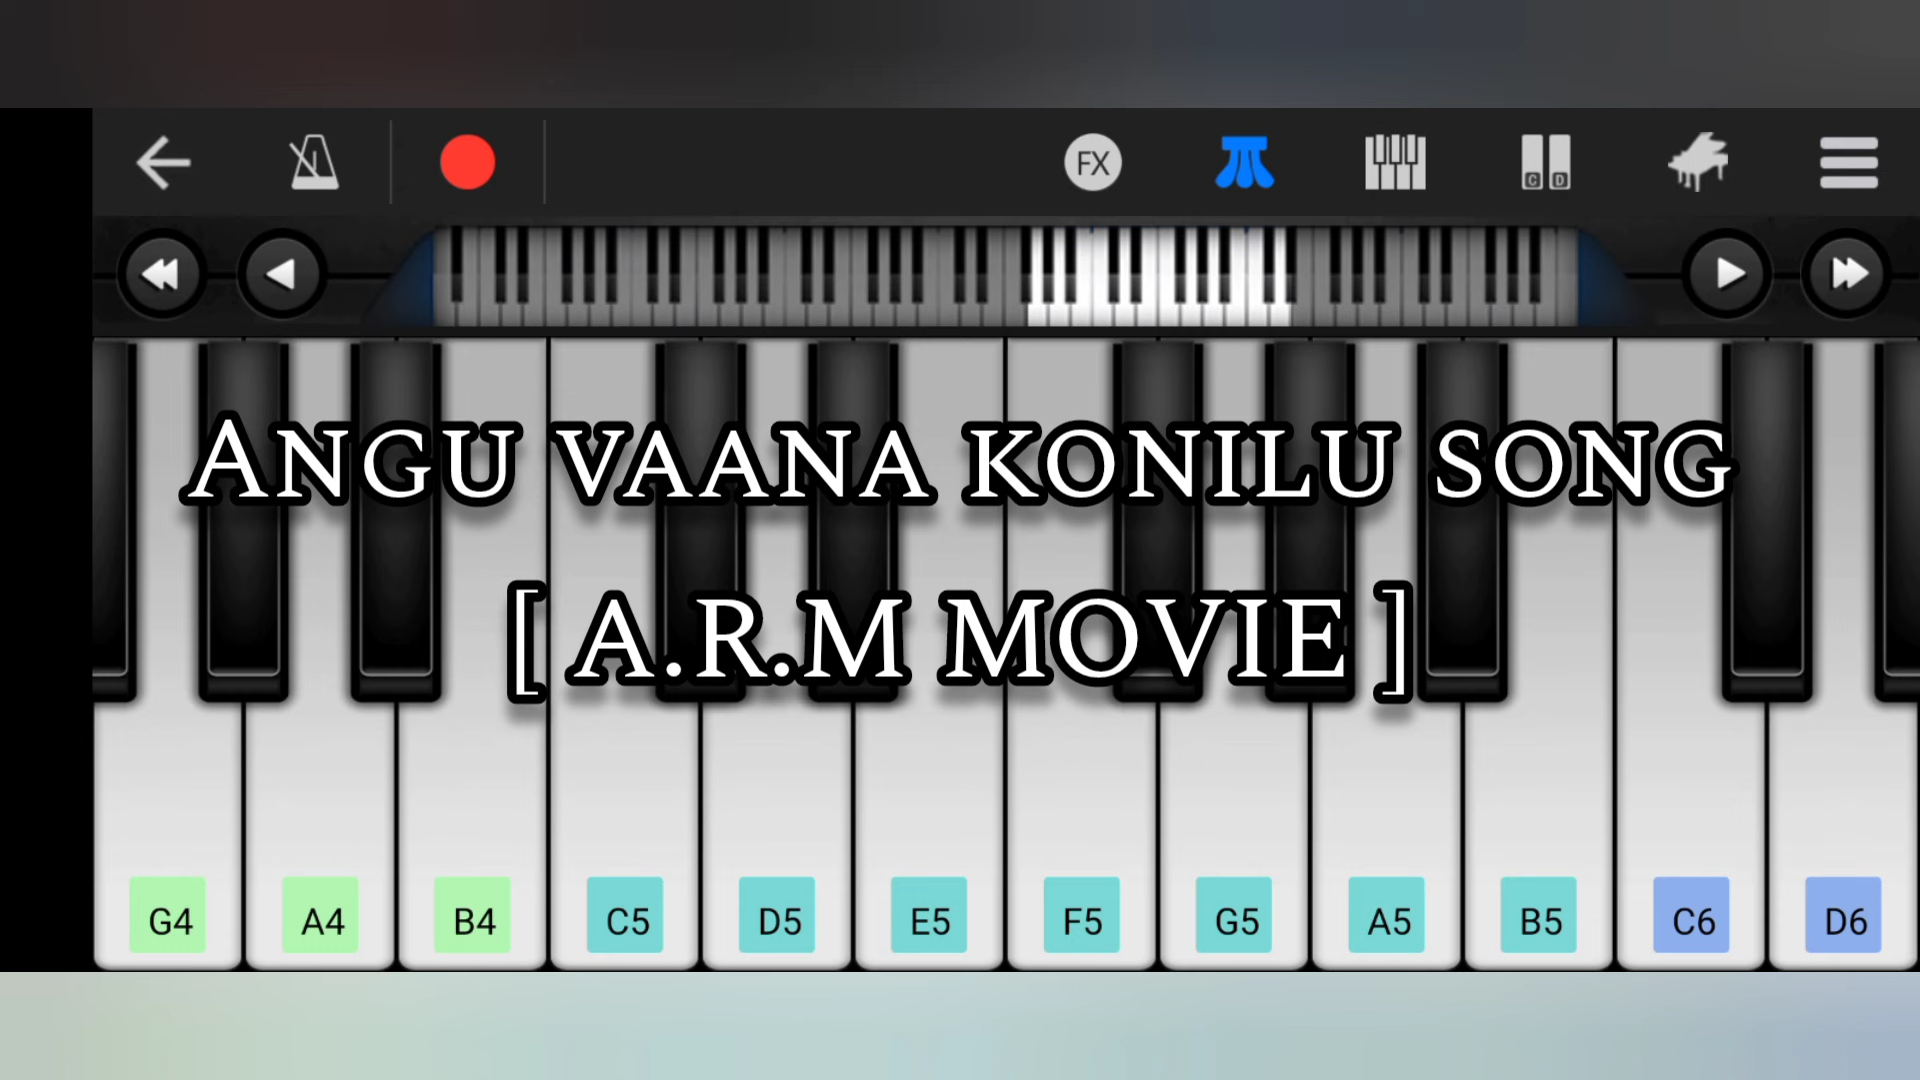 FX
C D
Angu vaana konilu song
[ A.R.M MOVIE ]
G4 A4 B4 C5 D5 E5 F5 G5 A5 B5 C6 D6